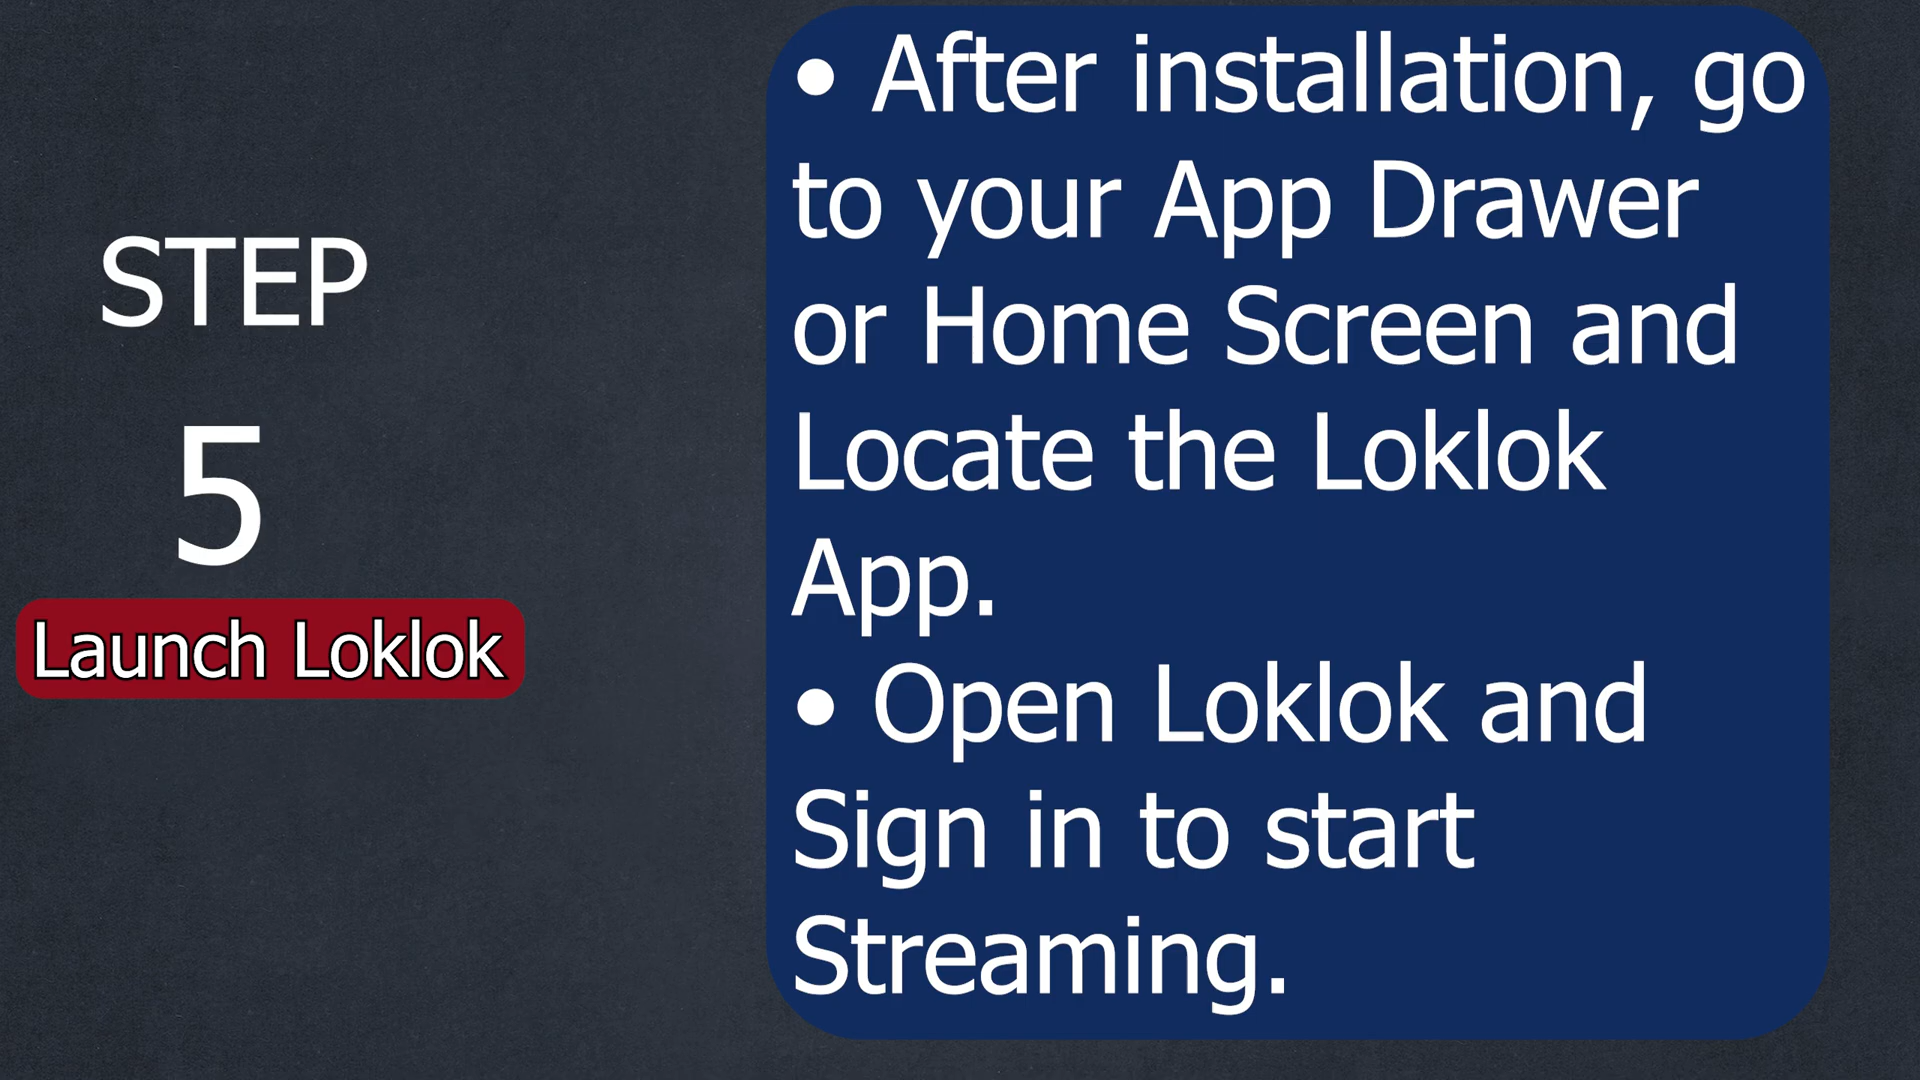 STEP
5
Launch Loklok
• After installation, go
to your App Drawer
or Home Screen and
Locate the Loklok
App.
• Open Loklok and
Sign in to start
Streaming.